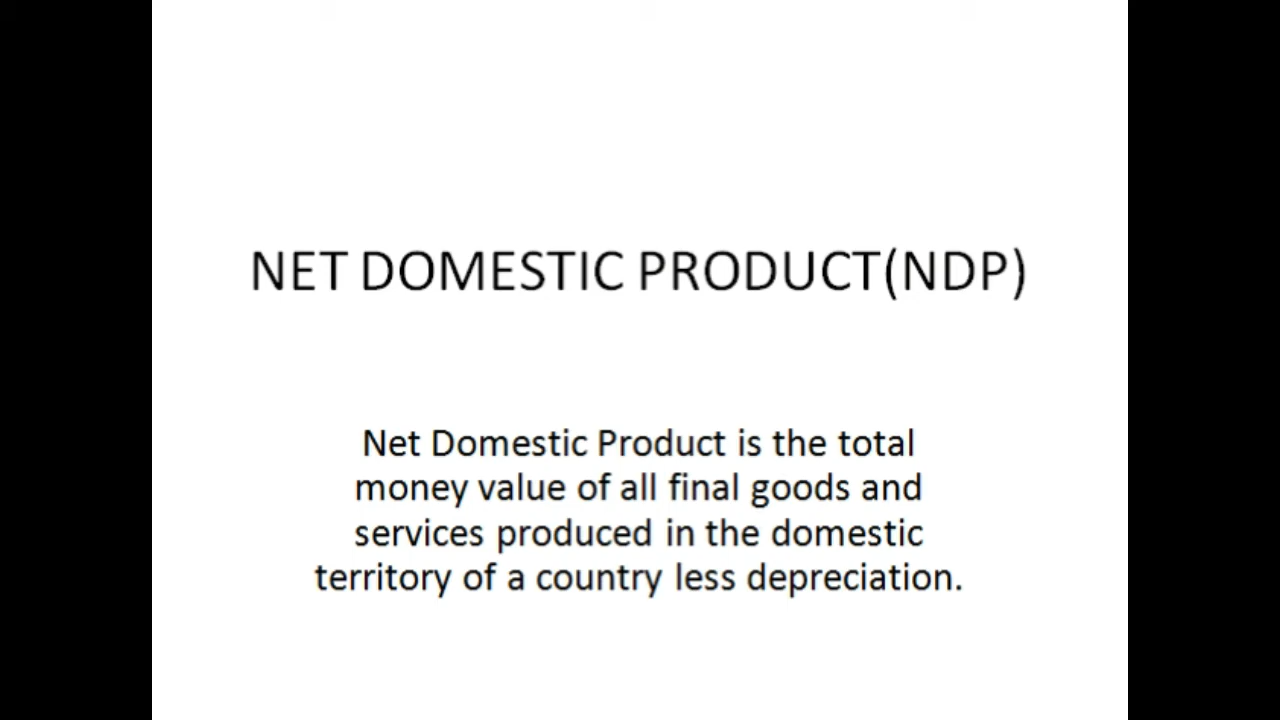 NET DOMESTIC PRODUCT(NDP)
Net Domestic Product is the total
money value of all final goods and
services produced in the domestic
territory of a country less depreciation.